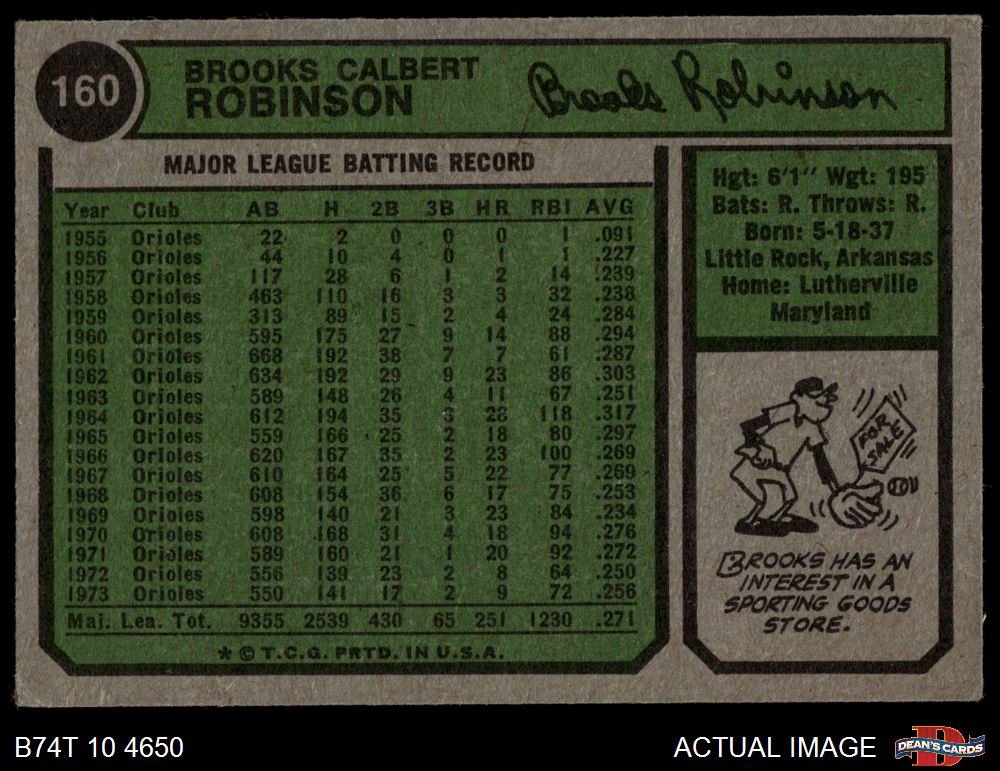 160
BROOKS CALBERT
ROBINSON
Brooks Robinson
MAJOR LEAGUE BATTING RECORD
Year Club AB H 2B 3B HR RBI AVG
1955 Orioles 22 2 0 0 0 1 .091
1956 Orioles 44 10 4 0 1 1 .227
1957 Orioles 117 28 6 1 2 14 .239
1958 Orioles 463 110 16 3 3 32 .238
1959 Orioles 313 89 15 2 4 24 .284
1960 Orioles 595 175 27 9 14 88 .294
1961 Orioles 668 192 38 7 7 61 .287
1962 Orioles 634 192 29 9 23 86 .303
1963 Orioles 589 148 26 4 11 67 .251
1964 Orioles 612 194 35 3 28 118 .317
1965 Orioles 559 166 25 2 18 80 .297
1966 Orioles 620 167 35 2 23 100 .269
1967 Orioles 610 164 25 5 22 77 .269
1968 Orioles 608 154 36 6 17 75 .253
1969 Orioles 598 140 21 3 23 84 .234
1970 Orioles 608 168 31 4 18 94 .276
1971 Orioles 589 160 21 1 20 92 .272
1972 Orioles 556 139 23 2 8 64 .250
1973 Orioles 550 141 17 2 9 72 .256
Maj. Lea. Tot. 9355 2539 430 65 251 1230 .271
* © T.C.G. PRTD. IN U.S.A.
Hgt: 6'1" Wgt: 195
Bats: R. Throws: R.
Born: 5-18-37
Little Rock, Arkansas
Home: Lutherville
Maryland
FOR
SALE
BROOKS HAS AN
INTEREST IN A
SPORTING GOODS
STORE.
B74T 10 4650
ACTUAL IMAGE
D
DEAN'S CARDS